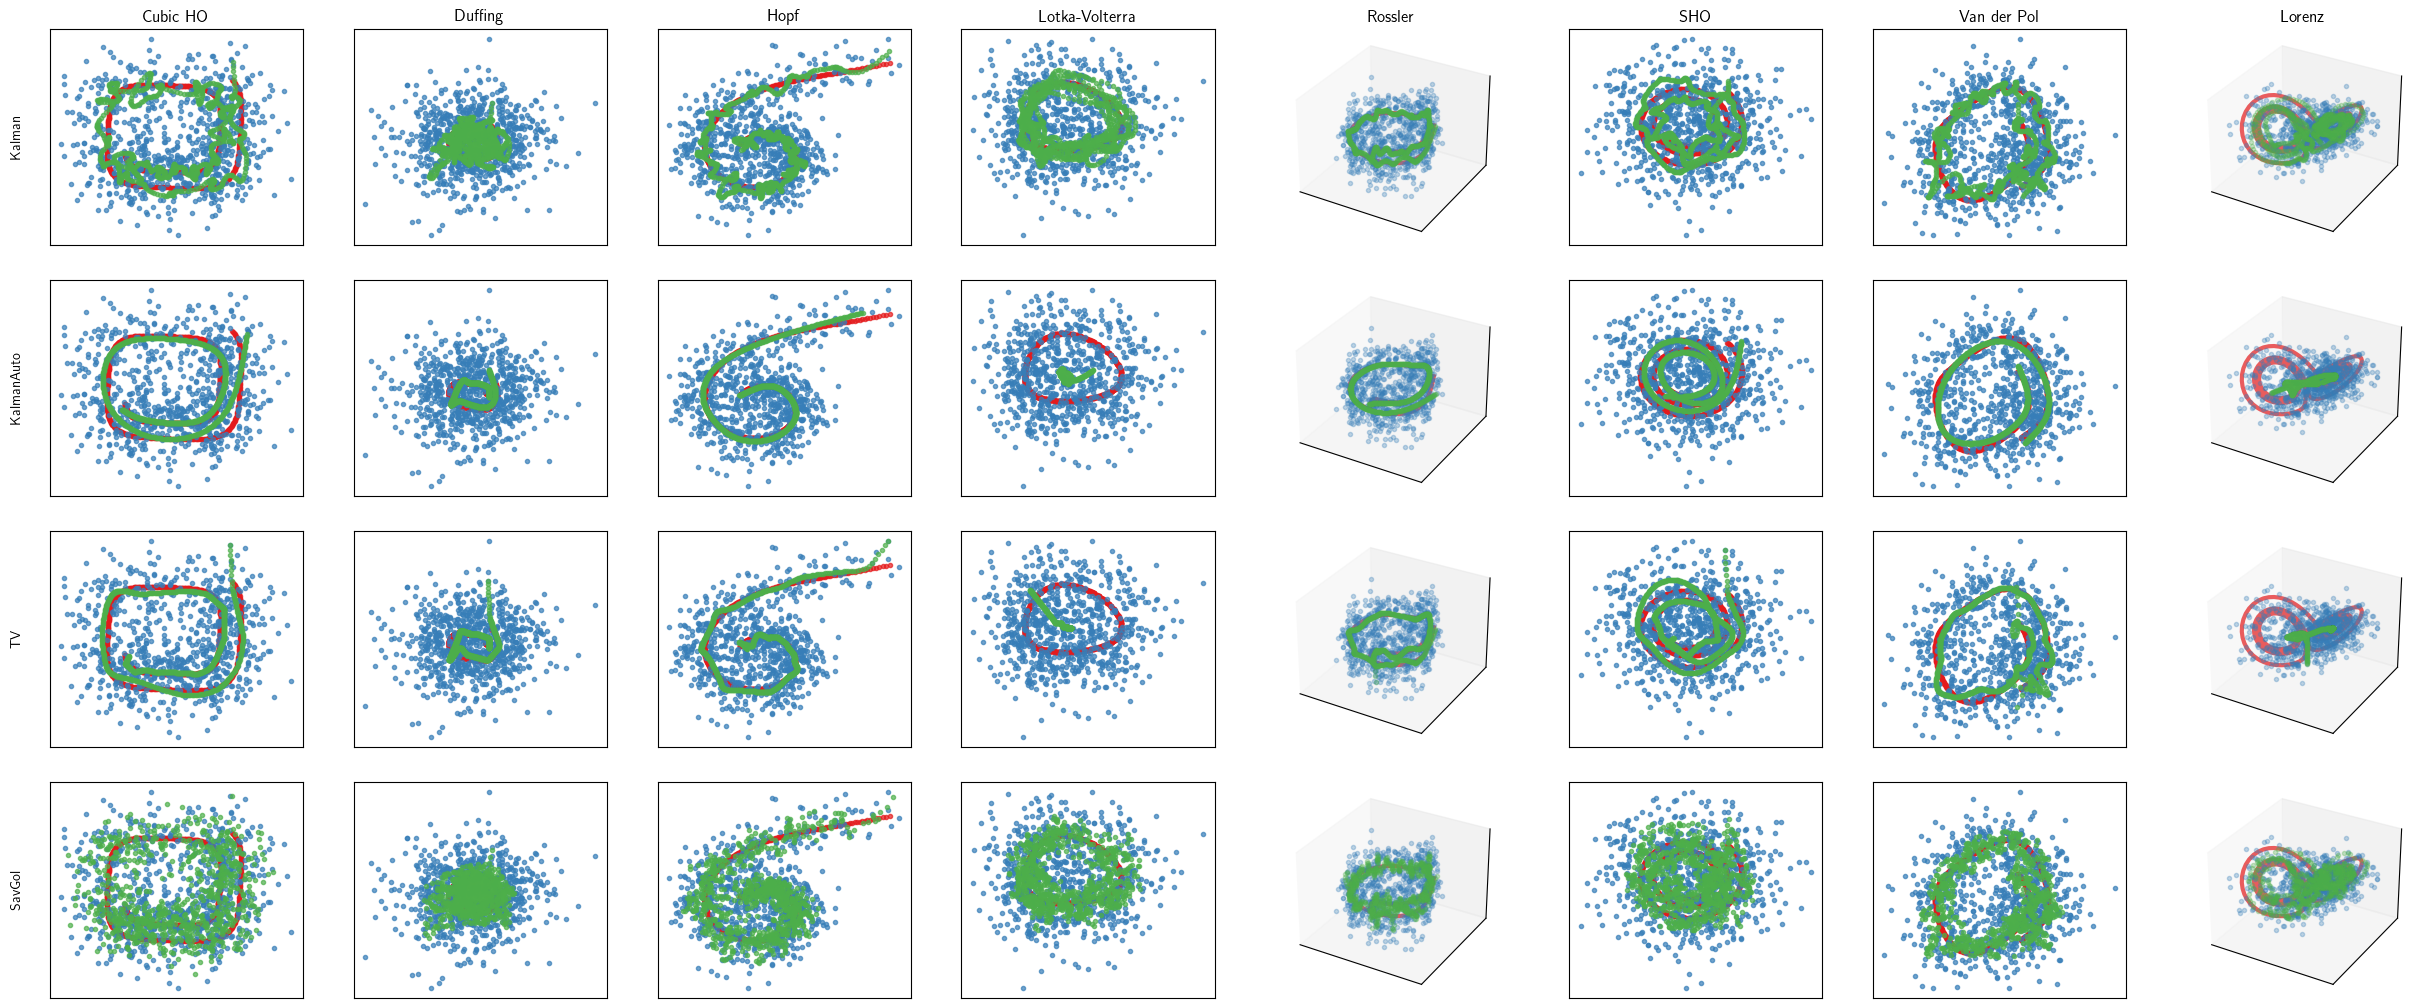 Cubic HO
Duffing
Hopf
Lotka-Volterra
Rossler
SHO
Van der Pol
Lorenz
Kalman
KalmanAuto
TV
SavGol